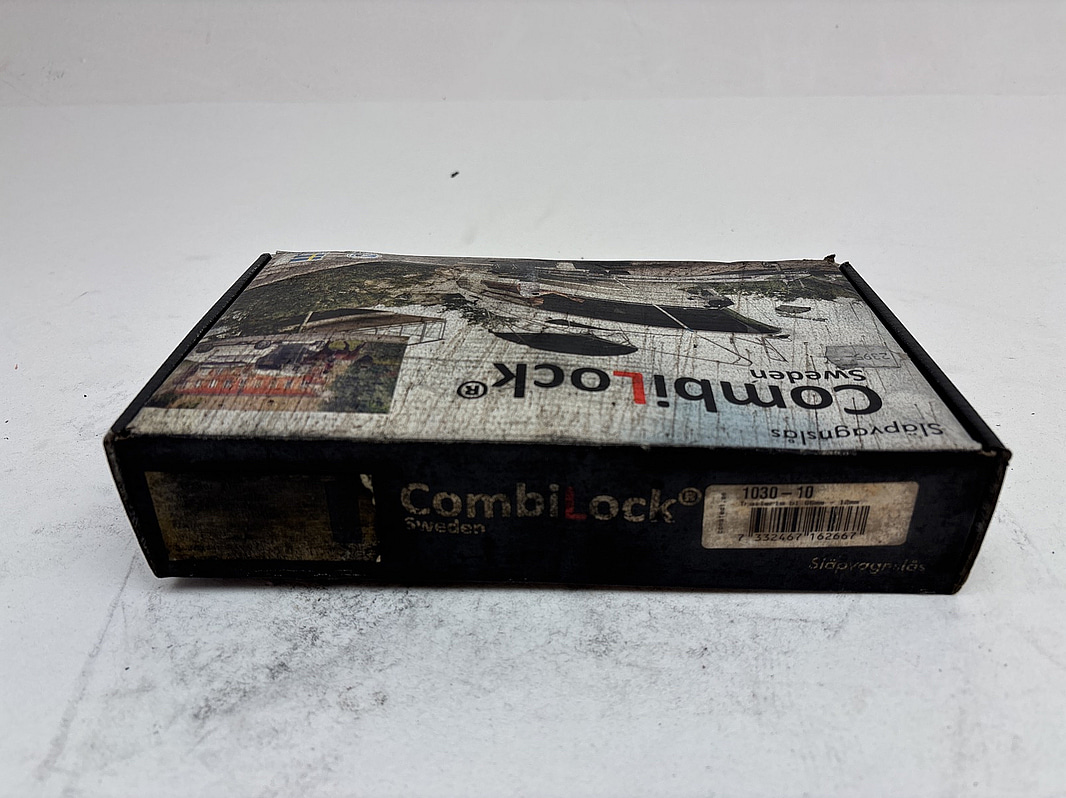 Släpvagnslås
CombiLock®
Sweden
CombiLock®
Sweden
1030-10
7 332467 162667
Släpvagnslås